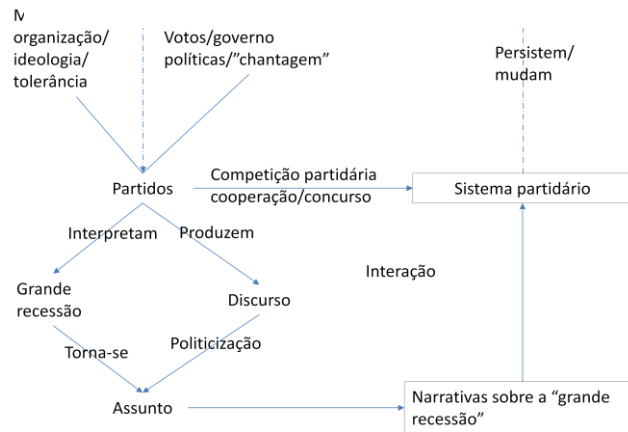 organização/
ideologia/
tolerância
Votos/governo
políticas/”chantagem”
Persistem/
mudam
Partidos
Competição partidária
cooperação/concurso
Sistema partidário
Interpretam
Produzem
Interação
Grande
recessão
Discurso
Torna-se
Politicização
Assunto
Narrativas sobre a “grande
recessão”